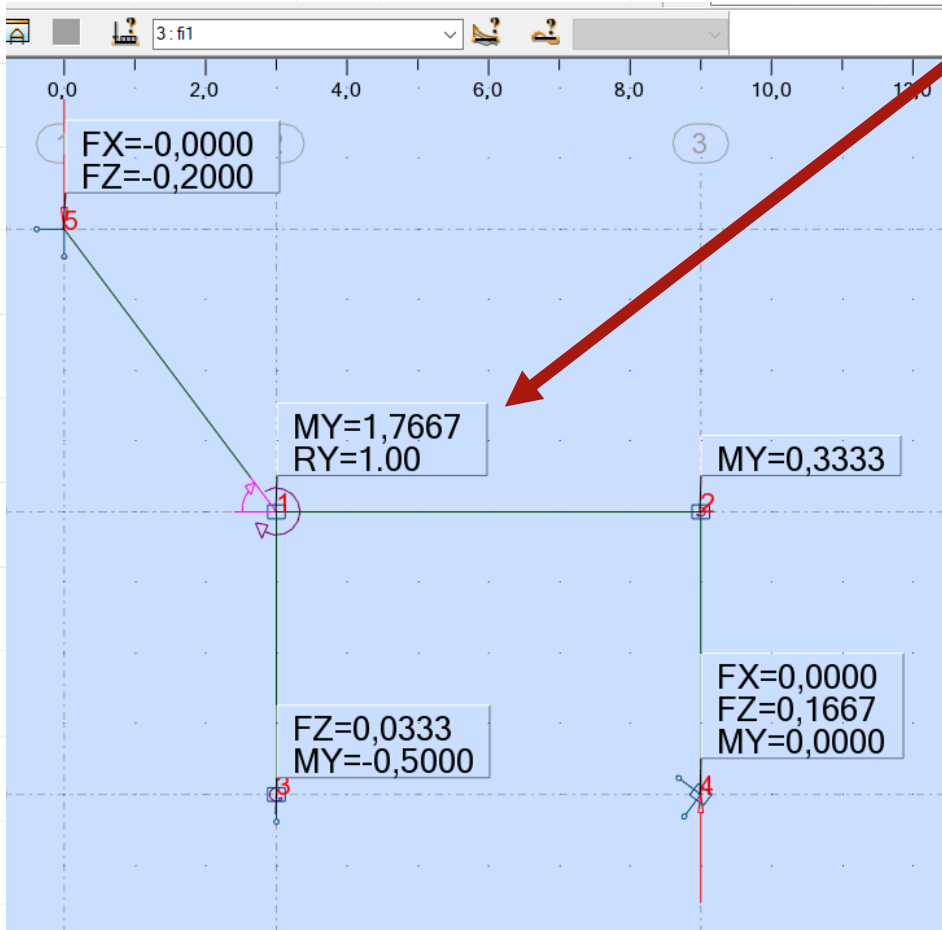 3 : fi1
0,0 2,0 4,0 6,0 8,0 10,0 12,0
FX=-0,0000
FZ=-0,2000
3
5
MY=1,7667
RY=1.00
MY=0,3333
1
2
FX=0,0000
FZ=0,1667
MY=0,0000
FZ=0,0333
MY=-0,5000
3
4